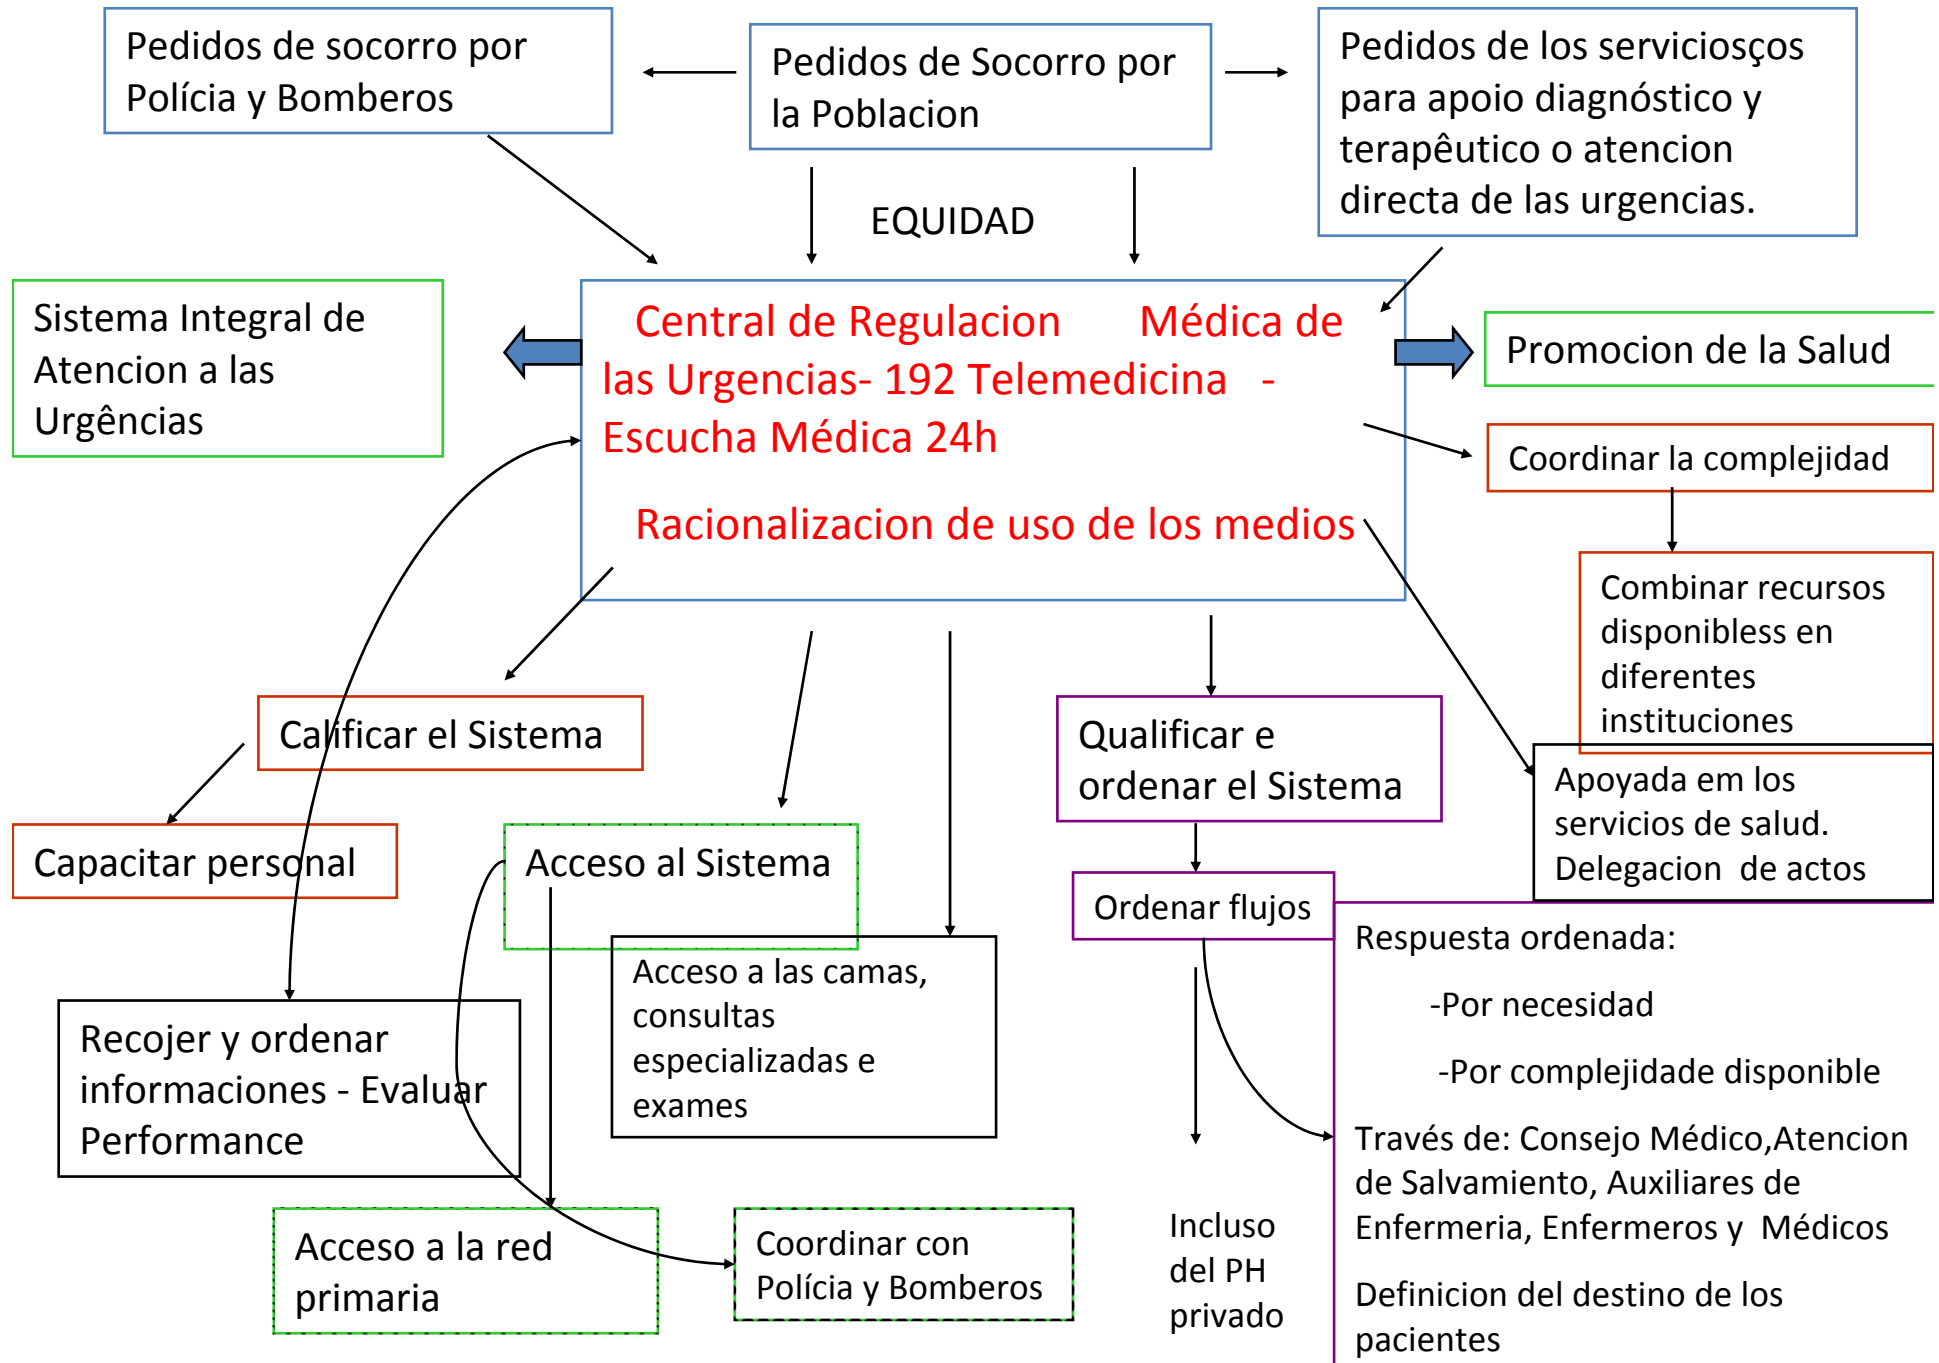 Pedidos de socorro por
Polícia y Bomberos
Pedidos de Socorro por
la Poblacion
Pedidos de los serviciosços
para apoio diagnóstico y
terapêutico o atencion
directa de las urgencias.
EQUIDAD
Sistema Integral de
Atencion a las
Urgências
Central de Regulacion Médica de
las Urgencias- 192 Telemedicina -
Escucha Médica 24h
Racionalizacion de uso de los medios
Promocion de la Salud
Coordinar la complejidad
Combinar recursos
disponibless en
diferentes
instituciones
Calificar el Sistema
Qualificar e
ordenar el Sistema
Apoyada em los
servicios de salud.
Delegacion de actos
Capacitar personal
Acceso al Sistema
Ordenar flujos
Recojer y ordenar
informaciones - Evaluar
Performance
Acceso a las camas,
consultas
especializadas e
exames
Respuesta ordenada:
-Por necesidad
-Por complejidade disponible
Través de: Consejo Médico,Atencion
de Salvamiento, Auxiliares de
Enfermeria, Enfermeros y Médicos
Definicion del destino de los
pacientes
Acceso a la red
primaria
Coordinar con
Polícia y Bomberos
Incluso
del PH
privado